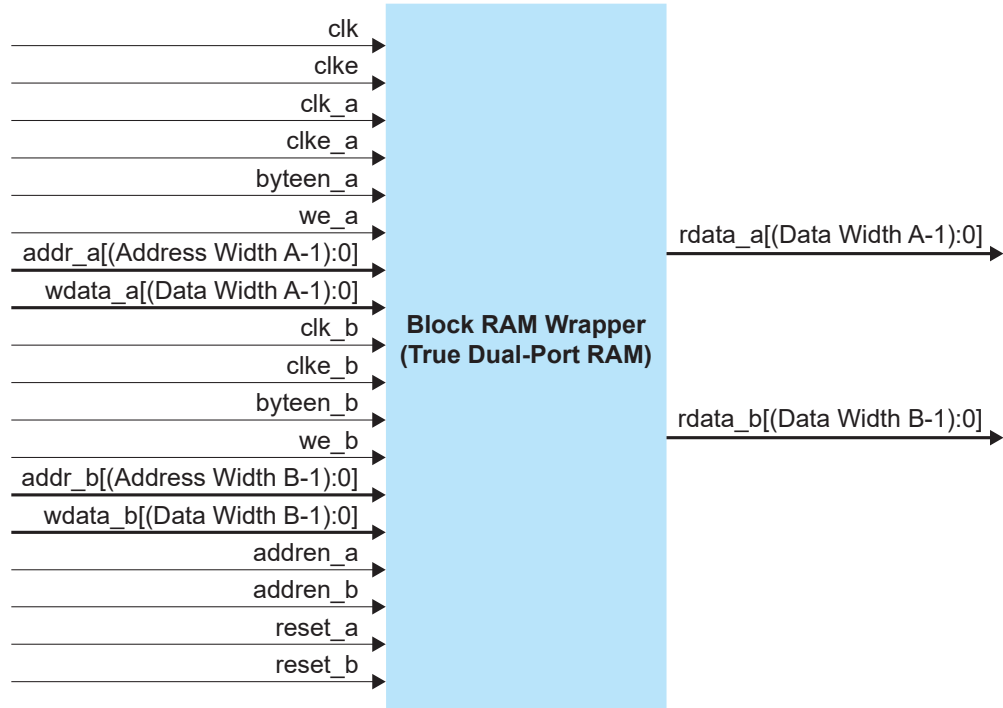 clk
clke
clk_a
clke_a
byteen_a
we_a
addr_a[(Address Width A-1):0]
wdata_a[(Data Width A-1):0]
clk_b
clke_b
byteen_b
we_b
addr_b[(Address Width B-1):0]
wdata_b[(Data Width B-1):0]
addren_a
addren_b
reset_a
reset_b
Block RAM Wrapper
(True Dual-Port RAM)
rdata_a[(Data Width A-1):0]
rdata_b[(Data Width B-1):0]